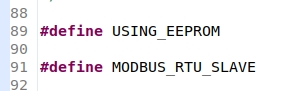 88
89 #define USING_EEPROM
90
91 #define MODBUS_RTU_SLAVE
92